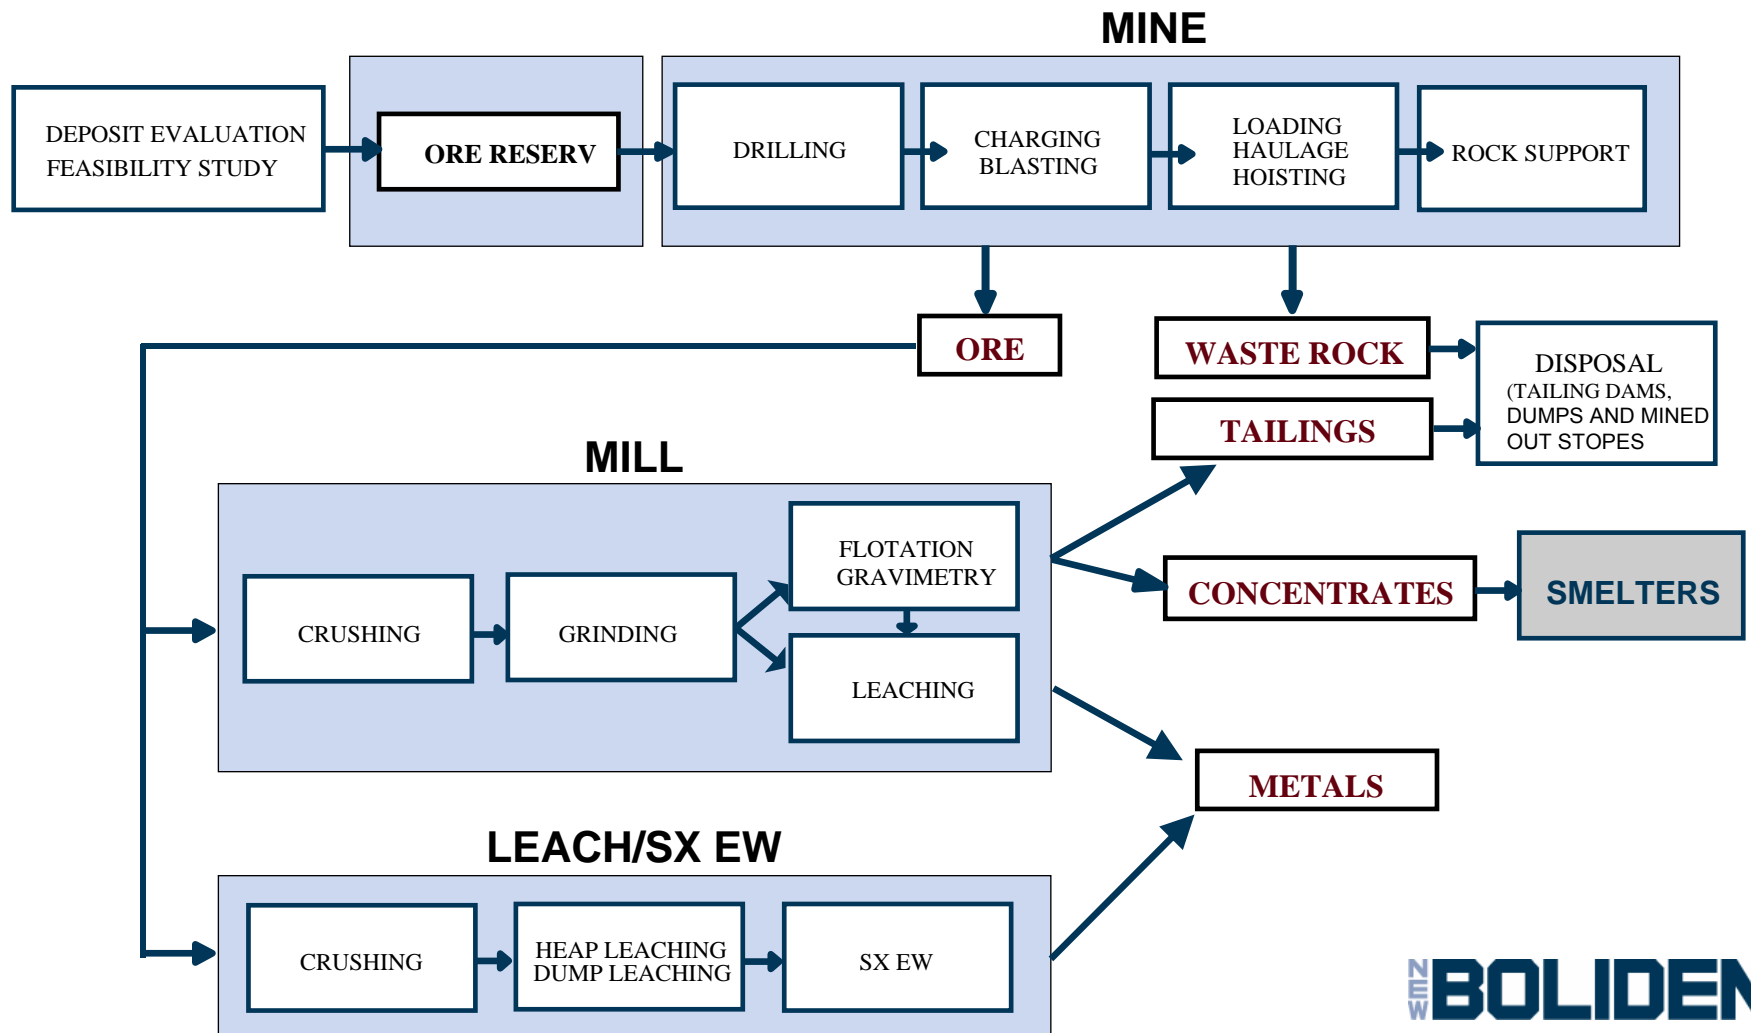 MINE
DEPOSIT EVALUATION
FEASIBILITY STUDY
ORE RESERV
DRILLING
CHARGING
BLASTING
LOADING
HAULAGE
HOISTING
ROCK SUPPORT
ORE
WASTE ROCK
DISPOSAL
(TAILING DAMS,
DUMPS AND MINED
OUT STOPES
TAILINGS
MILL
CRUSHING
GRINDING
FLOTATION
GRAVIMETRY
LEACHING
CONCENTRATES
SMELTERS
METALS
LEACH/SX EW
CRUSHING
HEAP LEACHING
DUMP LEACHING
SX EW
NEW BOLIDEN